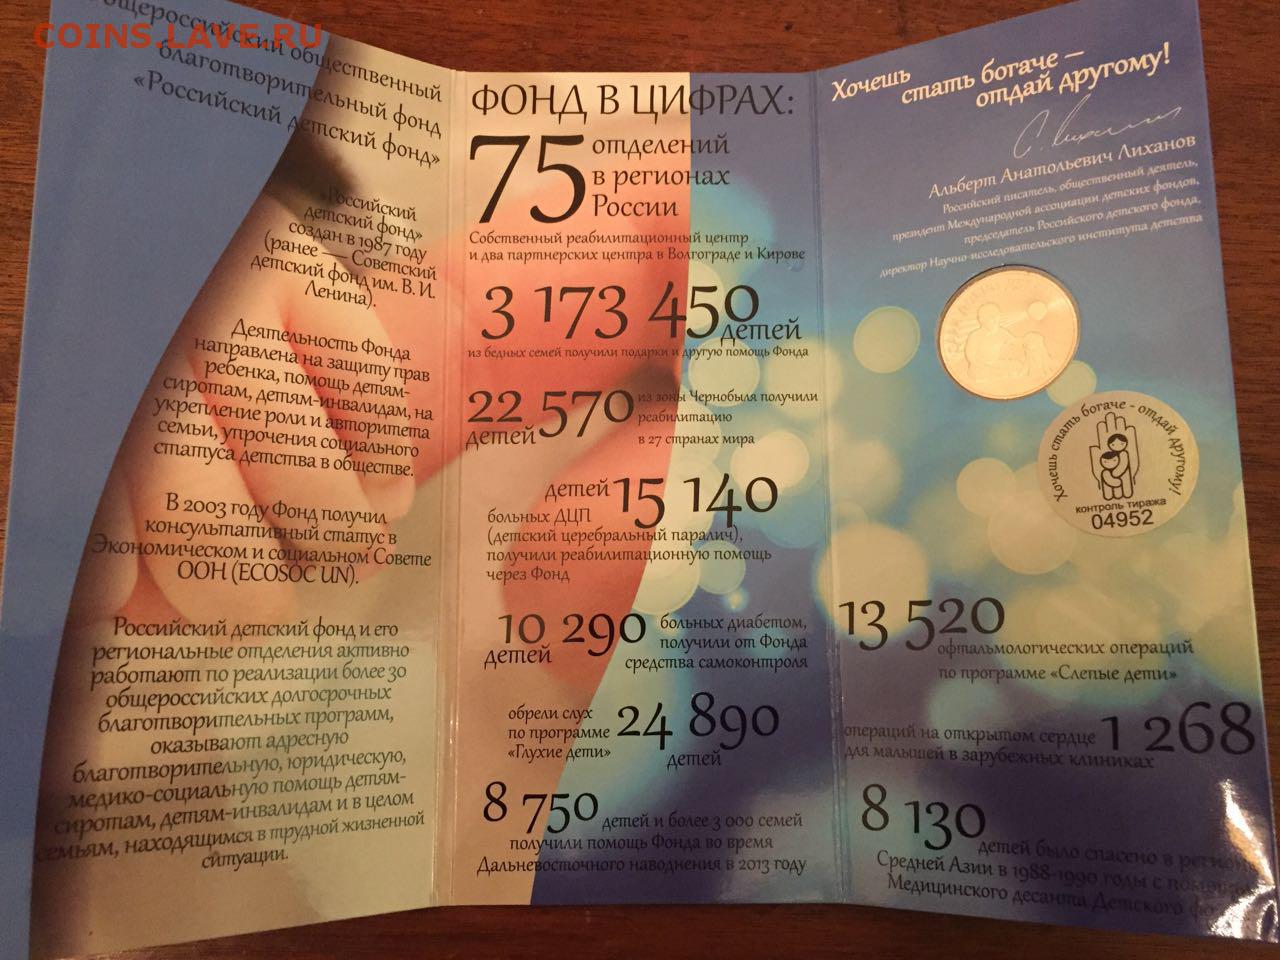 COINS.LAVE.RU
общественный
благотворительный фонд
«Российский детский фонд»
«Российский
детский фонд»
создан в 1987 году
(ранее — Советский
детский фонд им. В. И.
Ленина).
Деятельность Фонда
направлена на защиту прав
ребенка, помощь детям-
сиротам, детям-инвалидам, на
укрепление роли и авторитета
семьи, упрочения социального
статуса детства в обществе.
В 2003 году Фонд получил
консультативный статус в
Экономическом и социальном Совете
ООН (ECOSOC UN).
Российский детский фонд и его
региональные отделения активно
работают по реализации более 30
общероссийских долгосрочных
благотворительных программ,
оказывают адресную
благотворительную, юридическую,
медико-социальную помощь детям-
сиротам, детям-инвалидам и в целом
семьям, находящимся в трудной жизненной
ситуации.
ФОНД В ЦИФРАХ:
75 отделений
в регионах
России
Собственный реабилитационный центр
и два партнерских центра в Волгограде и Кирове
3 173 450 детей
из бедных семей получили подарки и другую помощь Фонда
22 570 из зоны Чернобыля получили
детей реабилитацию
в 27 странах мира
детей 15 140
больных ДЦП
(детский церебральный паралич),
получили реабилитационную помощь
через Фонд
10 290 больных диабетом,
детей получили от Фонда
средства самоконтроля
обрели слух 24 890
по программе
«Глухие дети» детей
8 750 детей и более 3 000 семей
получили помощь Фонда во время
Дальневосточного наводнения в 2013 году
Хочешь
стать богаче —
отдай другому!
Альберт Анатольевич Лиханов
Российский писатель, общественный деятель,
президент Международной ассоциации детских фондов,
председатель Российского детского фонда,
директор Научно-исследовательского института детства
Хочешь стать богаче - отдай другому!
контроль тиража
04952
13 520
офтальмологических операций
по программе «Слепые дети»
операций на открытом сердце 1 268
для малышей в зарубежных клиниках
8 130
детей было спасено в
Средней Азии в 1988-1990 годы с
Медицинского десанта Детского